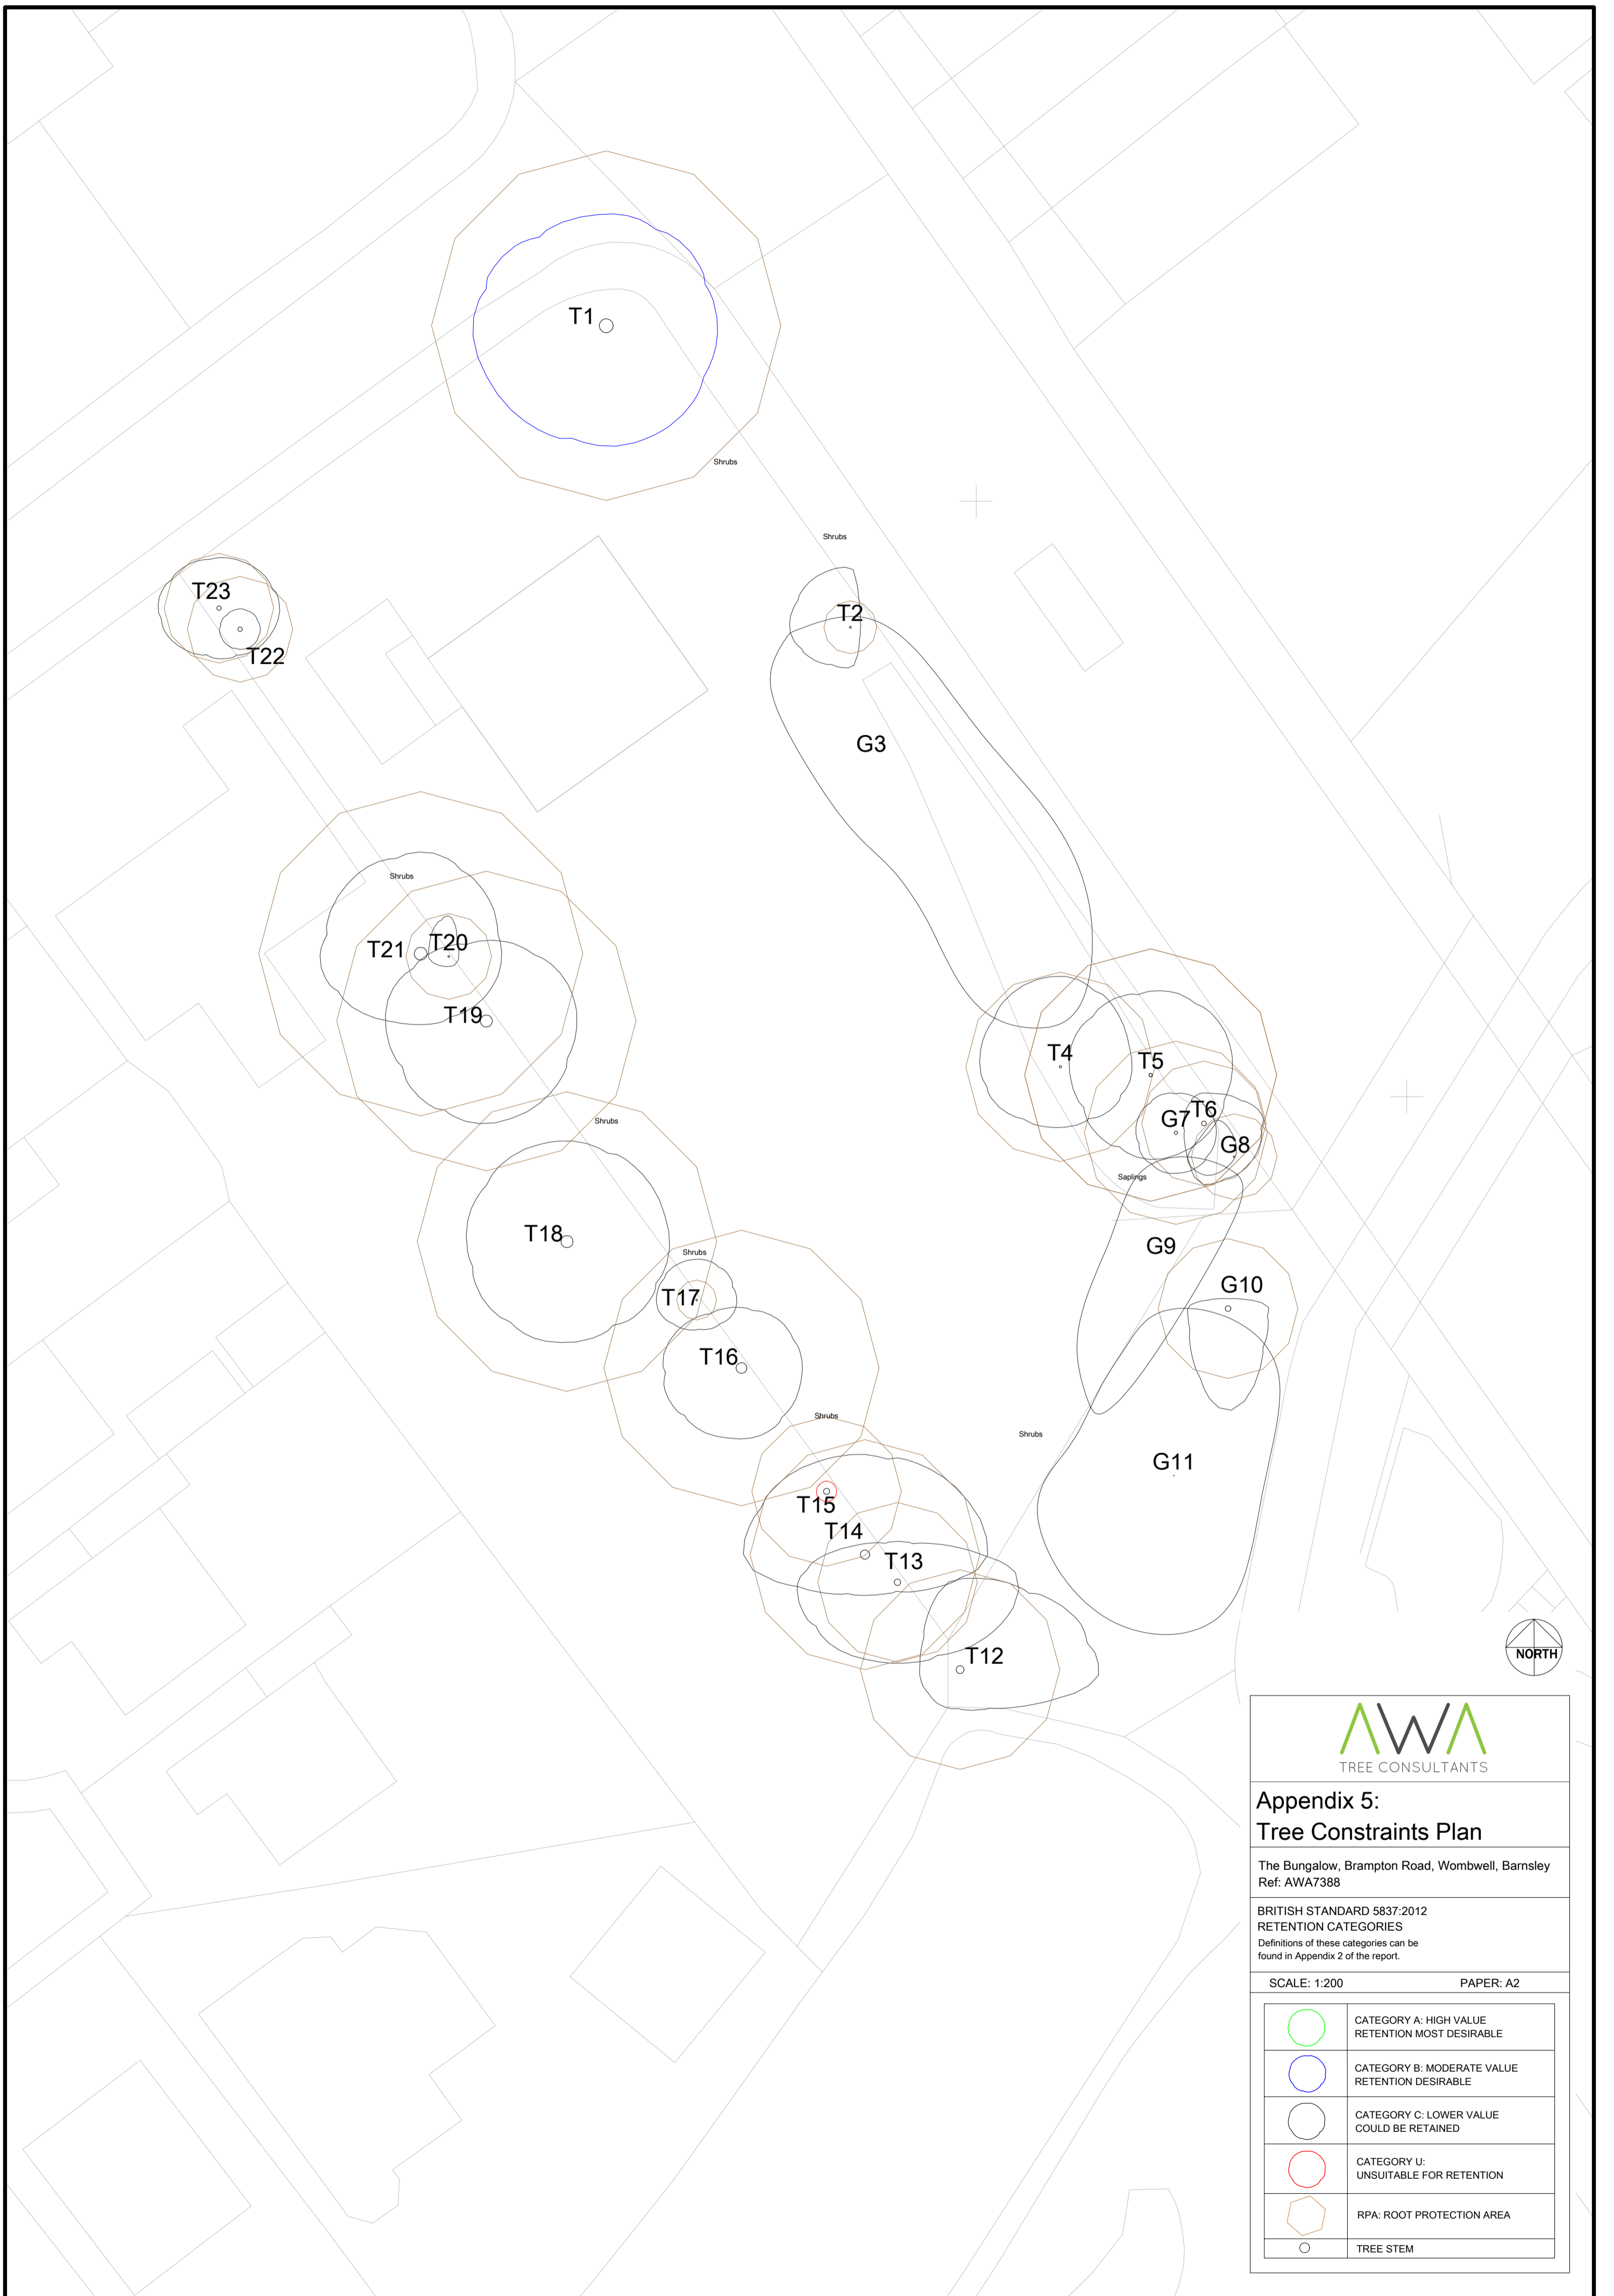 T1
Shrubs
Shrubs
T23
T2
T22
G3
Shrubs
T21
T20
T19
T4
T5
T6
G7
G8
Shrubs
Saplings
T18
G9
Shrubs
G10
T17
T16
Shrubs
Shrubs
G11
T15
T14
T13
T12
NORTH
AWA
TREE CONSULTANTS
Appendix 5:
Tree Constraints Plan
The Bungalow, Brampton Road, Wombwell, Barnsley
Ref: AWA7388
BRITISH STANDARD 5837:2012
RETENTION CATEGORIES
Definitions of these categories can be
found in Appendix 2 of the report.
SCALE: 1:200 PAPER: A2
CATEGORY A: HIGH VALUE
RETENTION MOST DESIRABLE
CATEGORY B: MODERATE VALUE
RETENTION DESIRABLE
CATEGORY C: LOWER VALUE
COULD BE RETAINED
CATEGORY U:
UNSUITABLE FOR RETENTION
RPA: ROOT PROTECTION AREA
TREE STEM